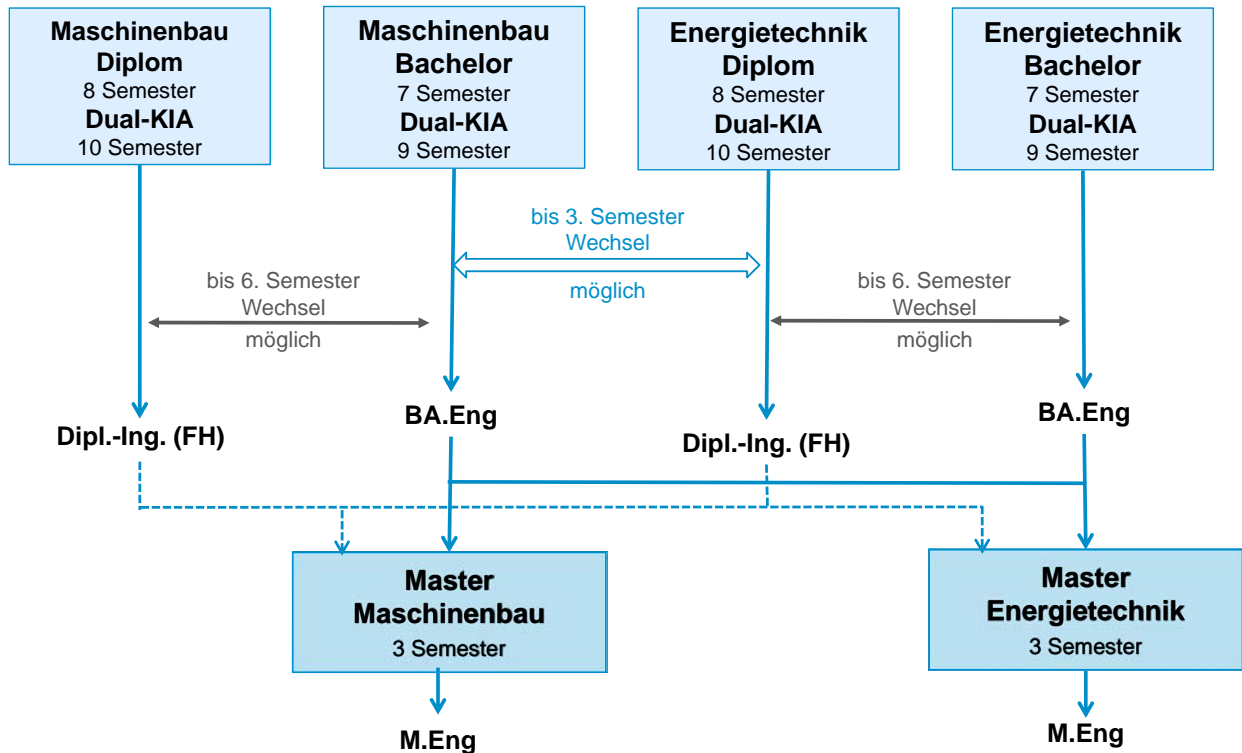 Maschinenbau
Diplom
8 Semester
Dual-KIA
10 Semester
Maschinenbau
Bachelor
7 Semester
Dual-KIA
9 Semester
Energietechnik
Diplom
8 Semester
Dual-KIA
10 Semester
Energietechnik
Bachelor
7 Semester
Dual-KIA
9 Semester
bis 6. Semester
Wechsel
möglich
bis 3. Semester
Wechsel
möglich
bis 6. Semester
Wechsel
möglich
Dipl.-Ing. (FH)
BA.Eng
Dipl.-Ing. (FH)
BA.Eng
Master
Maschinenbau
3 Semester
Master
Energietechnik
3 Semester
M.Eng
M.Eng